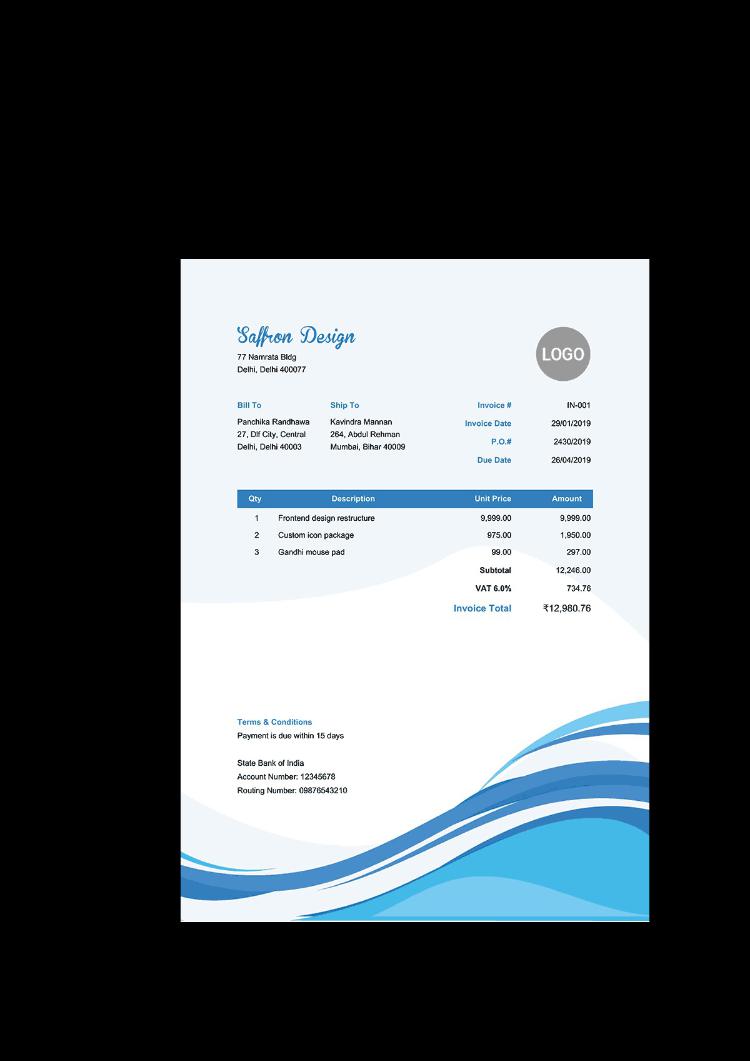 Saffron Design
77 Namrata Bldg
Delhi, Delhi 400077
LOGO
Bill To
Panchika Randhawa
27, Dlf City, Central
Delhi, Delhi 40003
Ship To
Kavindra Mannan
264, Abdul Rehman
Mumbai, Bihar 40009
Invoice # IN-001
Invoice Date 29/01/2019
P.O.# 2430/2019
Due Date 26/04/2019
Qty Description Unit Price Amount
1 Frontend design restructure 9,999.00 9,999.00
2 Custom icon package 975.00 1,950.00
3 Gandhi mouse pad 99.00 297.00
Subtotal 12,246.00
VAT 6.0% 734.76
Invoice Total ₹12,980.76
Terms & Conditions
Payment is due within 15 days
State Bank of India
Account Number: 12345678
Routing Number: 09876543210